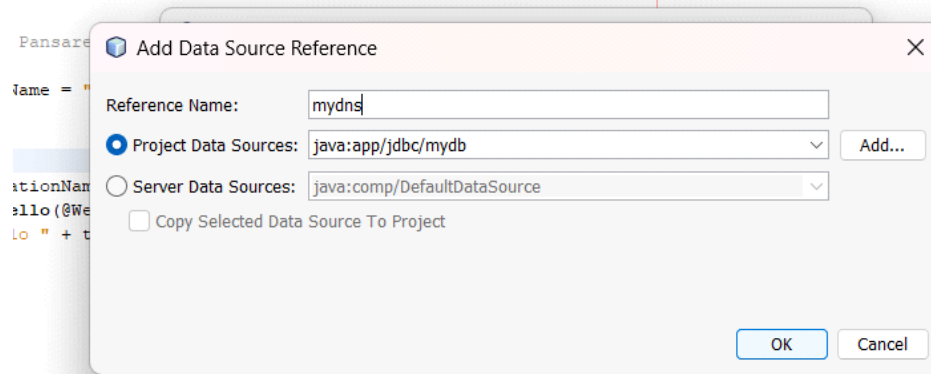 Pansare
Add Data Source Reference
Name = "
Reference Name: mydns
Project Data Sources: java:app/jdbc/mydb Add...
ationNam
Server Data Sources: java:comp/DefaultDataSource
ello(@We
Copy Selected Data Source To Project
lo " + t
OK Cancel